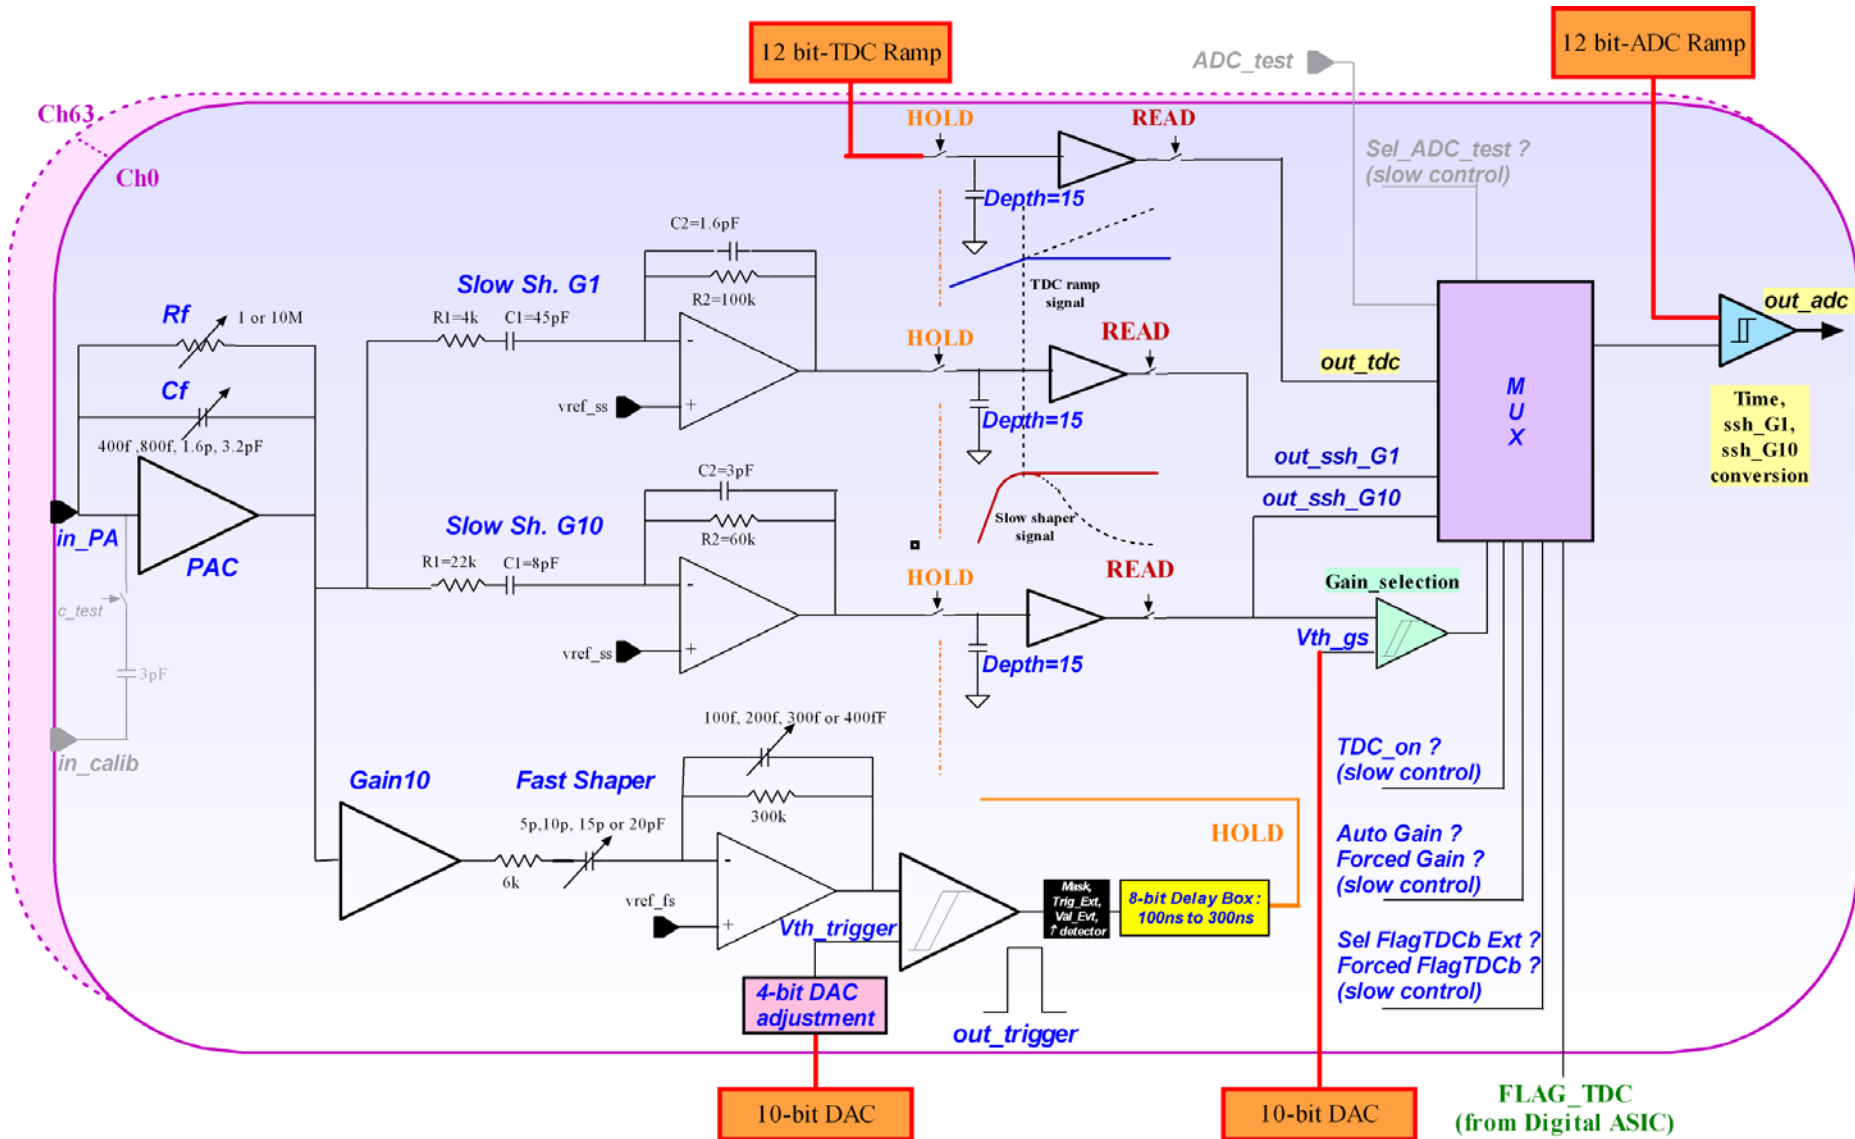 12 bit-TDC Ramp
12 bit-ADC Ramp
ADC_test
Ch63
Ch0
HOLD
READ
Sel_ADC_test ?
(slow control)
Depth=15
C2=1.6pF
R2=100k
Slow Sh. G1
R1=4k
C1=45pF
TDC ramp
signal
Rf
1 or 10M
Cf
400f ,800f, 1.6p, 3.2pF
HOLD
READ
vref_ss
-
+
Depth=15
out_tdc
M
U
X
out_adc
Time,
ssh_G1,
ssh_G10
conversion
out_ssh_G1
out_ssh_G10
in_PA
PAC
C2=3pF
R2=60k
Slow Sh. G10
R1=22k
C1=8pF
Slow shaper
signal
HOLD
READ
Gain_selection
Vth_gs
c_test
3pF
in_calib
vref_ss
-
+
Depth=15
100f, 200f, 300f or 400fF
300k
Gain10
Fast Shaper
5p,10p, 15p or 20pF
6k
vref_fs
-
+
Vth_trigger
HOLD
Mask,
Trig_Ext,
Val_Evt,
↑ detector
8-bit Delay Box :
100ns to 300ns
4-bit DAC
adjustment
out_trigger
TDC_on ?
(slow control)
Auto Gain ?
Forced Gain ?
(slow control)
Sel FlagTDCb Ext ?
Forced FlagTDCb ?
(slow control)
10-bit DAC
10-bit DAC
FLAG_TDC
(from Digital ASIC)